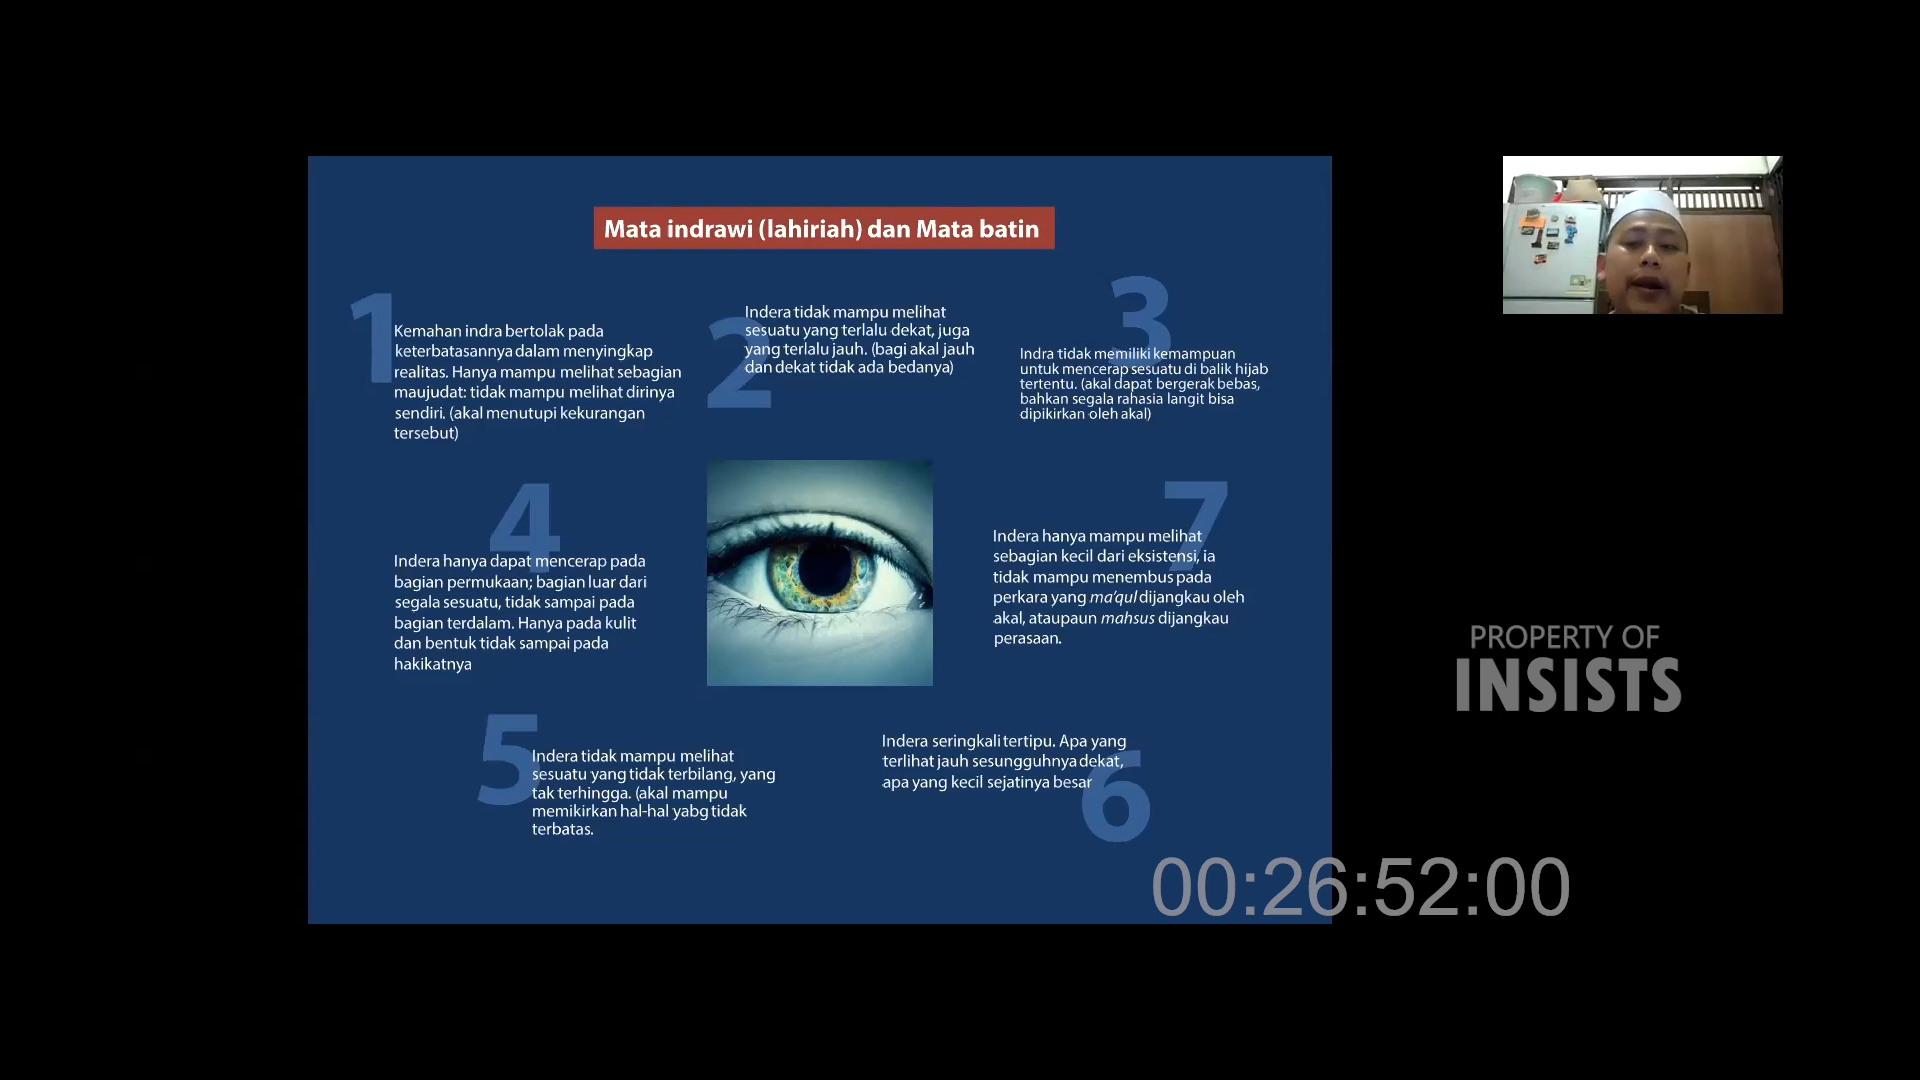 Mata indrawi (lahiriah) dan Mata batin
1
Kemahan indra bertolak pada
keterbatasannya dalam menyingkap
realitas. Hanya mampu melihat sebagian
maujudat: tidak mampu melihat dirinya
sendiri. (akal menutupi kekurangan
tersebut)
2
Indera tidak mampu melihat
sesuatu yang terlalu dekat, juga
yang terlalu jauh. (bagi akal jauh
dan dekat tidak ada bedanya)
3
Indra tidak memiliki kemampuan
untuk mencerap sesuatu di balik hijab
tertentu. (akal dapat bergerak bebas,
bahkan segala rahasia langit bisa
dipikirkan oleh akal)
4
Indera hanya dapat mencerap pada
bagian permukaan; bagian luar dari
segala sesuatu, tidak sampai pada
bagian terdalam. Hanya pada kulit
dan bentuk tidak sampai pada
hakikatnya
7
Indera hanya mampu melihat
sebagian kecil dari eksistensi, ia
tidak mampu menembus pada
perkara yang ma'qul dijangkau oleh
akal, ataupaun mahsus dijangkau
perasaan.
5
Indera tidak mampu melihat
sesuatu yang tidak terbilang, yang
tak terhingga. (akal mampu
memikirkan hal-hal yabg tidak
terbatas.
6
Indera seringkali tertipu. Apa yang
terlihat jauh sesungguhnya dekat,
apa yang kecil sejatinya besar
PROPERTY OF
INSISTS
00:26:52:00